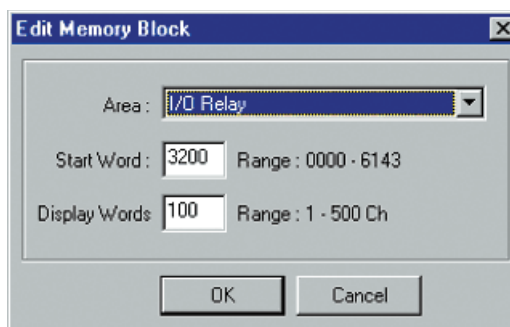 Edit Memory Block
Area : I/O Relay
Start Word : 3200 Range : 0000 - 6143
Display Words 100 Range : 1 - 500 Ch
OK Cancel